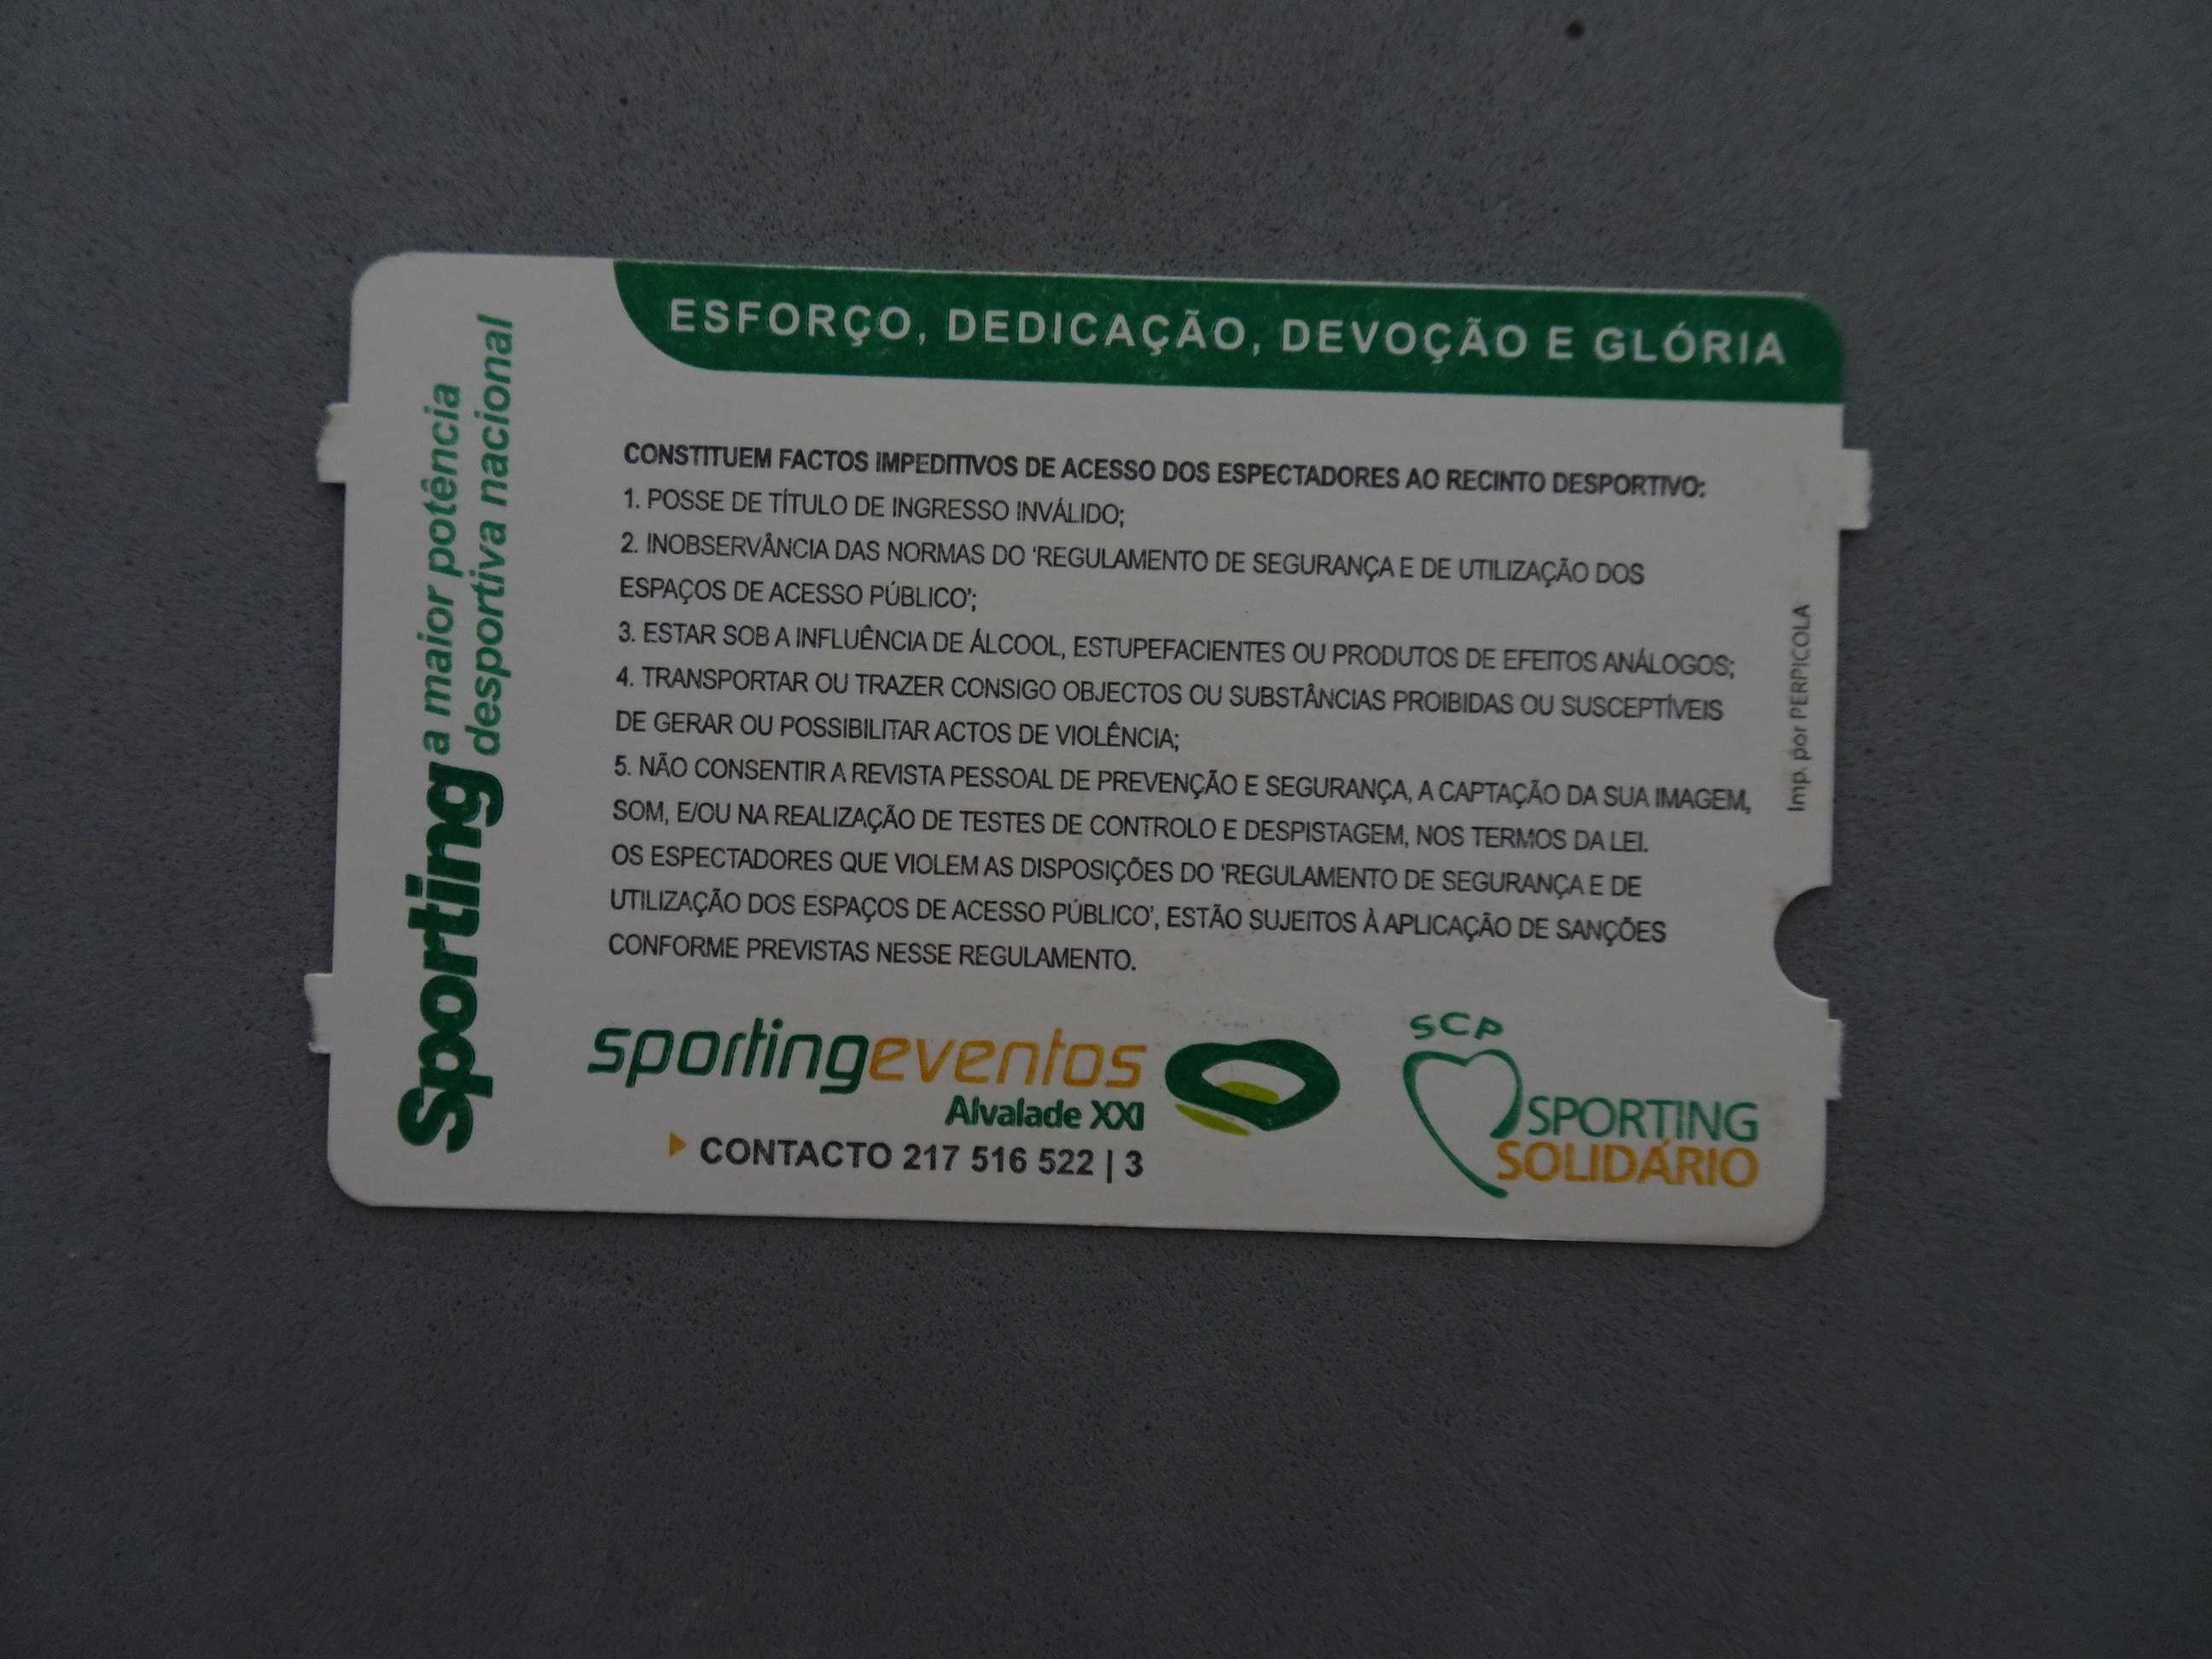 ESFORÇO, DEDICAÇÃO, DEVOÇÃO E GLÓRIA
Sporting a maior potência
desportiva nacional
CONSTITUEM FACTOS IMPEDITIVOS DE ACESSO DOS ESPECTADORES AO RECINTO DESPORTIVO:
1. POSSE DE TÍTULO DE INGRESSO INVÁLIDO;
2. INOBSERVÂNCIA DAS NORMAS DO 'REGULAMENTO DE SEGURANÇA E DE UTILIZAÇÃO DOS
ESPAÇOS DE ACESSO PÚBLICO';
3. ESTAR SOB A INFLUÊNCIA DE ÁLCOOL, ESTUPEFACIENTES OU PRODUTOS DE EFEITOS ANÁLOGOS;
4. TRANSPORTAR OU TRAZER CONSIGO OBJECTOS OU SUBSTÂNCIAS PROIBIDAS OU SUSCEPTÍVEIS
DE GERAR OU POSSIBILITAR ACTOS DE VIOLÊNCIA;
5. NÃO CONSENTIR A REVISTA PESSOAL DE PREVENÇÃO E SEGURANÇA, A CAPTAÇÃO DA SUA IMAGEM,
SOM, E/OU NA REALIZAÇÃO DE TESTES DE CONTROLO E DESPISTAGEM, NOS TERMOS DA LEI.
OS ESPECTADORES QUE VIOLEM AS DISPOSIÇÕES DO 'REGULAMENTO DE SEGURANÇA E DE
UTILIZAÇÃO DOS ESPAÇOS DE ACESSO PÚBLICO', ESTÃO SUJEITOS À APLICAÇÃO DE SANÇÕES
CONFORME PREVISTAS NESSE REGULAMENTO.
Imp. por PERPICOLA
sportingeventos
Alvalade XXI
CONTACTO 217 516 522 | 3
SCP
SPORTING
SOLIDÁRIO